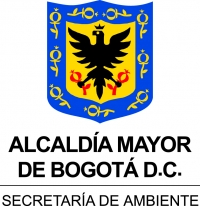 ALCALDÍA MAYOR
DE BOGOTÁ D.C.
SECRETARÍA DE AMBIENTE